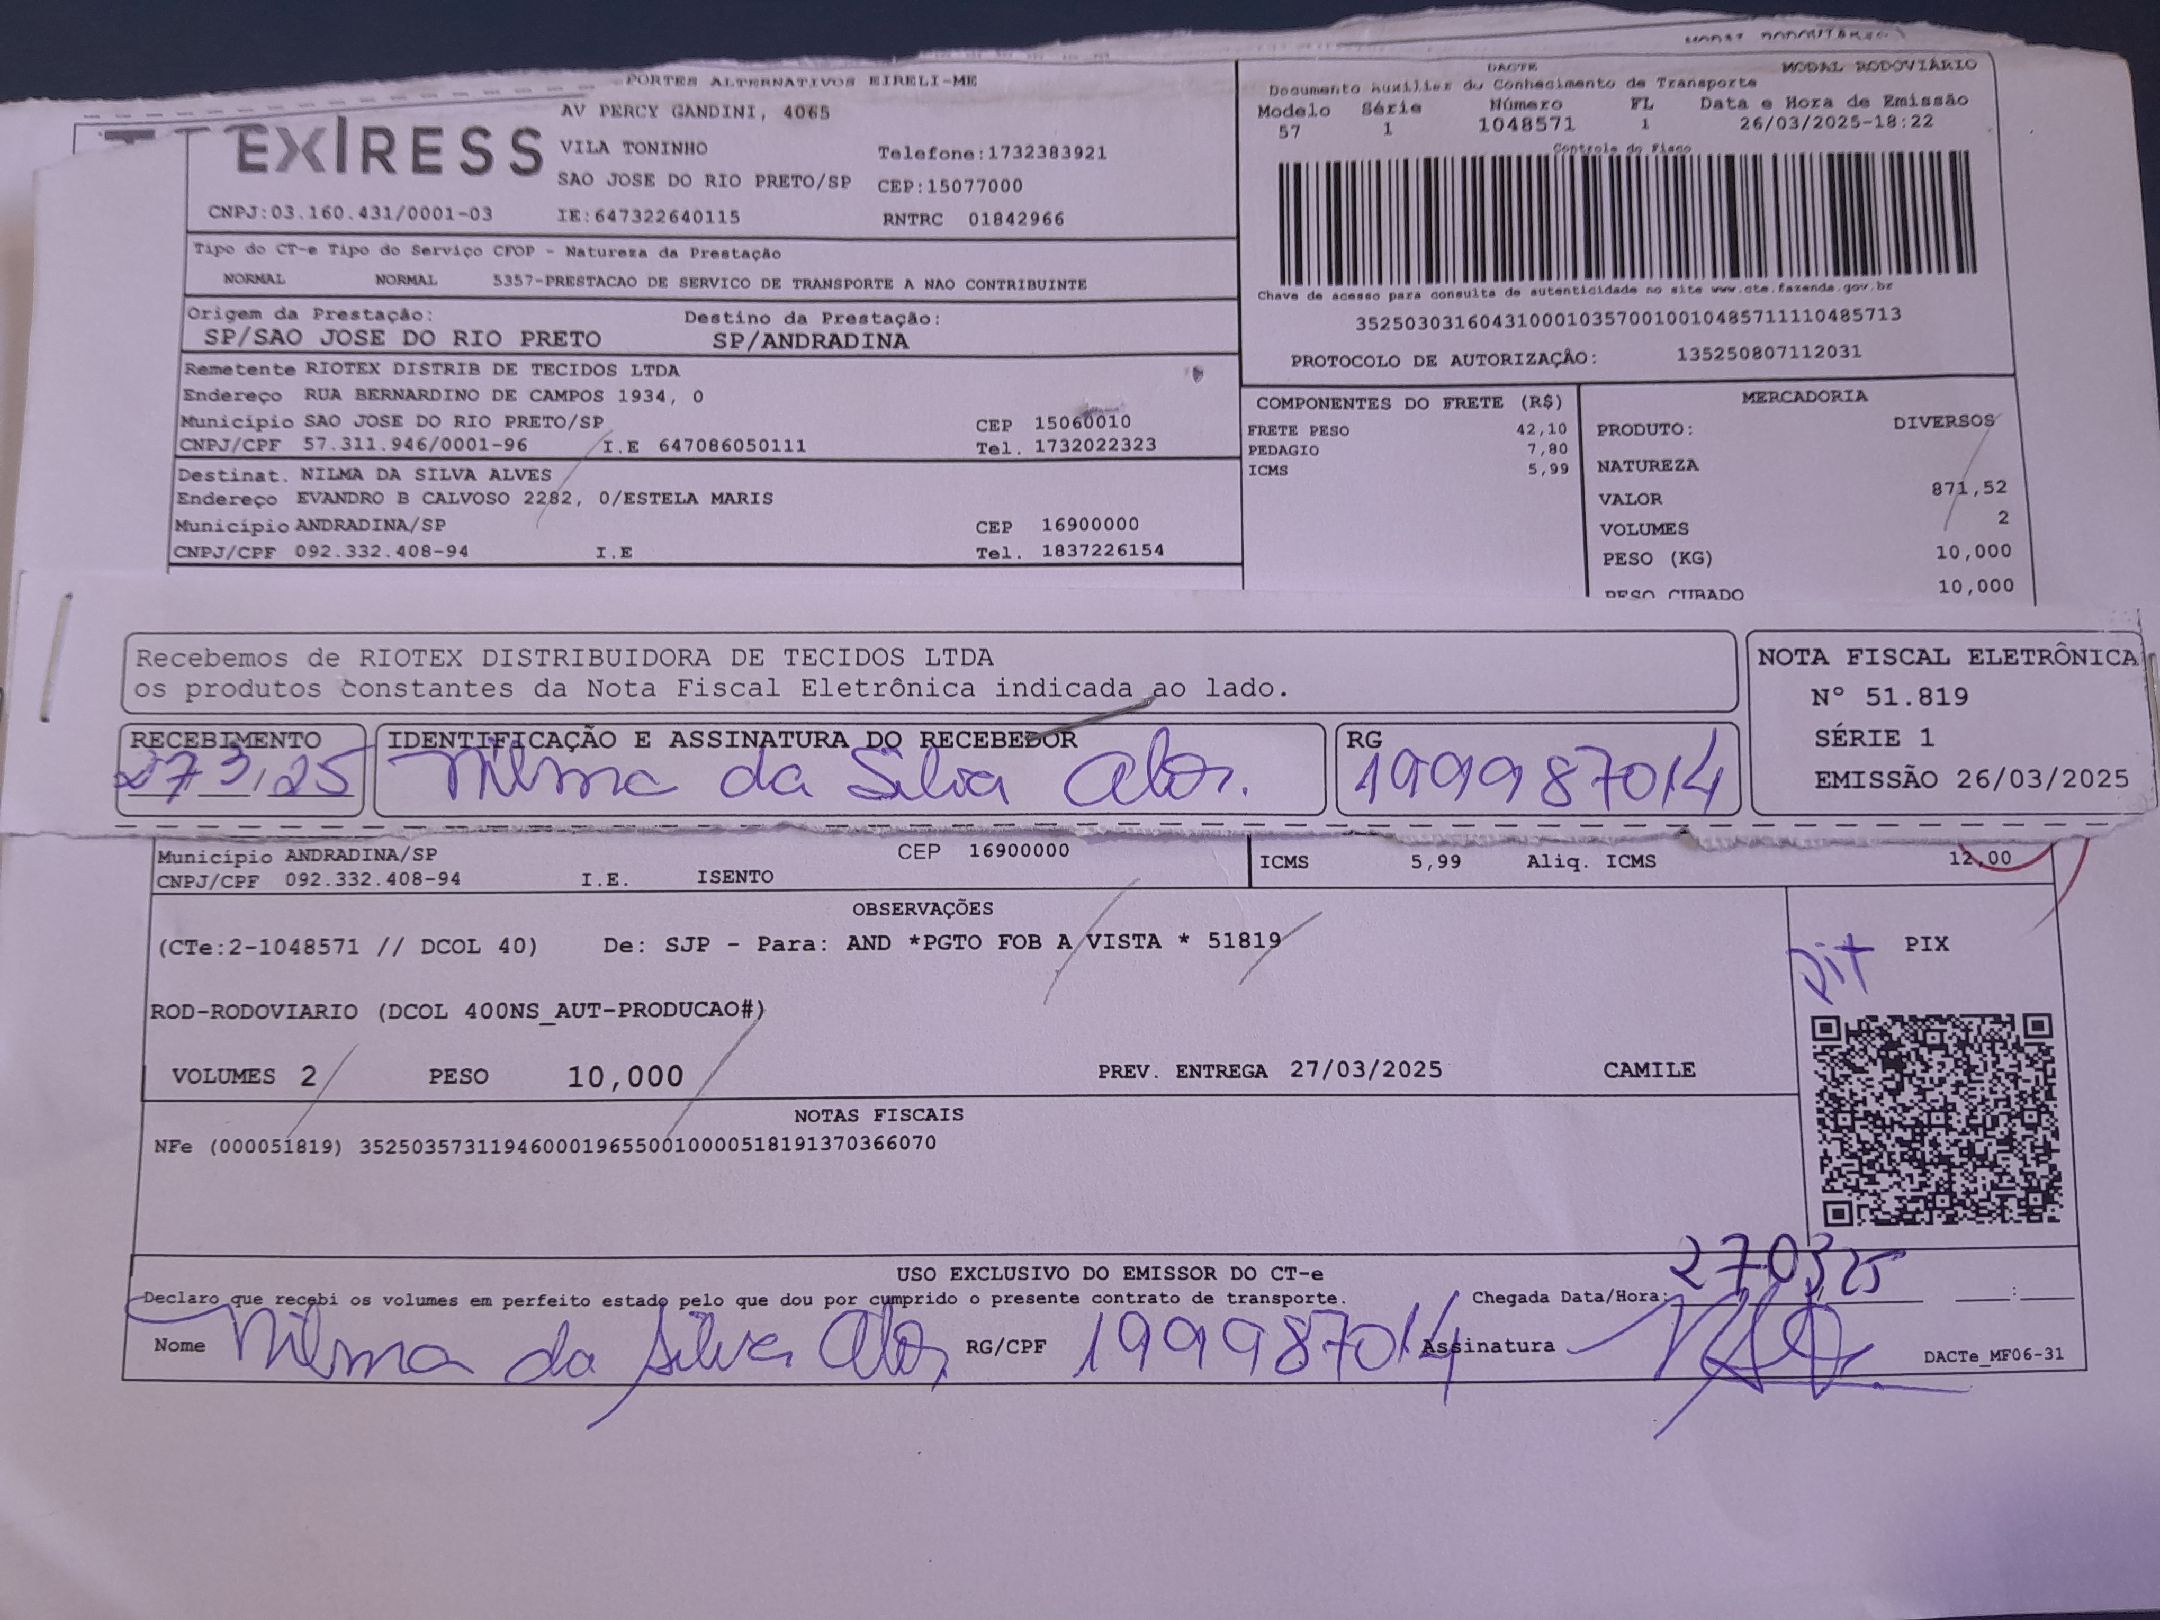 PORTES ALTERNATIVOS EIRELI-ME
EXPRESS
AV PERCY GANDINI, 4065
VILA TONINHO
Telefone:1732383921
SAO JOSE DO RIO PRETO/SP CEP:15077000
CNPJ:03.160.431/0001-03 IE:647322640115 RNTRC 01842966
Tipo do CT-e Tipo do Serviço CFOP - Natureza da Prestação
NORMAL NORMAL 5357-PRESTACAO DE SERVICO DE TRANSPORTE A NAO CONTRIBUINTE
Origem da Prestação: Destino da Prestação:
SP/SAO JOSE DO RIO PRETO SP/ANDRADINA
Remetente RIOTEX DISTRIB DE TECIDOS LTDA
Endereço RUA BERNARDINO DE CAMPOS 1934, 0
Município SAO JOSE DO RIO PRETO/SP CEP 15060010
CNPJ/CPF 57.311.946/0001-96 I.E 647086050111 Tel. 1732022323
Destinat. NILMA DA SILVA ALVES
Endereço EVANDRO B CALVOSO 2282, 0/ESTELA MARIS
Município ANDRADINA/SP CEP 16900000
CNPJ/CPF 092.332.408-94 I.E Tel. 1837226154
DACTE MODAL RODOVIÁRIO
Documento Auxiliar do Conhecimento de Transporte
Modelo Série Número FL Data e Hora de Emissão
57 1 1048571 1 26/03/2025-18:22
Controle do Fisco
Chave de acesso para consulta de autenticidade no site www.cte.fazenda.gov.br
35250303160431000103570010010485711110485713
PROTOCOLO DE AUTORIZAÇÃO: 135250807112031
COMPONENTES DO FRETE (R$)
FRETE PESO 42,10
PEDAGIO 7,80
ICMS 5,99
MERCADORIA
PRODUTO: DIVERSOS
NATUREZA
VALOR 871,52
VOLUMES 2
PESO (KG) 10,000
PESO CUBADO 10,000
Recebemos de RIOTEX DISTRIBUIDORA DE TECIDOS LTDA
os produtos constantes da Nota Fiscal Eletrônica indicada ao lado.
RECEBIMENTO IDENTIFICAÇÃO E ASSINATURA DO RECEBEDOR RG
27 3 25 Nilma da Silva Alves. 199987014
NOTA FISCAL ELETRÔNICA
Nº 51.819
SÉRIE 1
EMISSÃO 26/03/2025
Município ANDRADINA/SP CEP 16900000
CNPJ/CPF 092.332.408-94 I.E. ISENTO
ICMS 5,99 Aliq. ICMS 12,00
OBSERVAÇÕES
(CTe:2-1048571 // DCOL 40) De: SJP - Para: AND *PGTO FOB A VISTA * 51819
ROD-RODOVIARIO (DCOL 400NS_AUT-PRODUCAO#)
VOLUMES 2 PESO 10,000 PREV. ENTREGA 27/03/2025 CAMILE
PIX
NOTAS FISCAIS
NFe (000051819) 35250357311946000196550010000518191370366070
USO EXCLUSIVO DO EMISSOR DO CT-e
Declaro que recebi os volumes em perfeito estado pelo que dou por cumprido o presente contrato de transporte. Chegada Data/Hora: 27 03 25
Nome Nilma da Silva Alves RG/CPF 199987014 Assinatura
DACTe_MF06-31